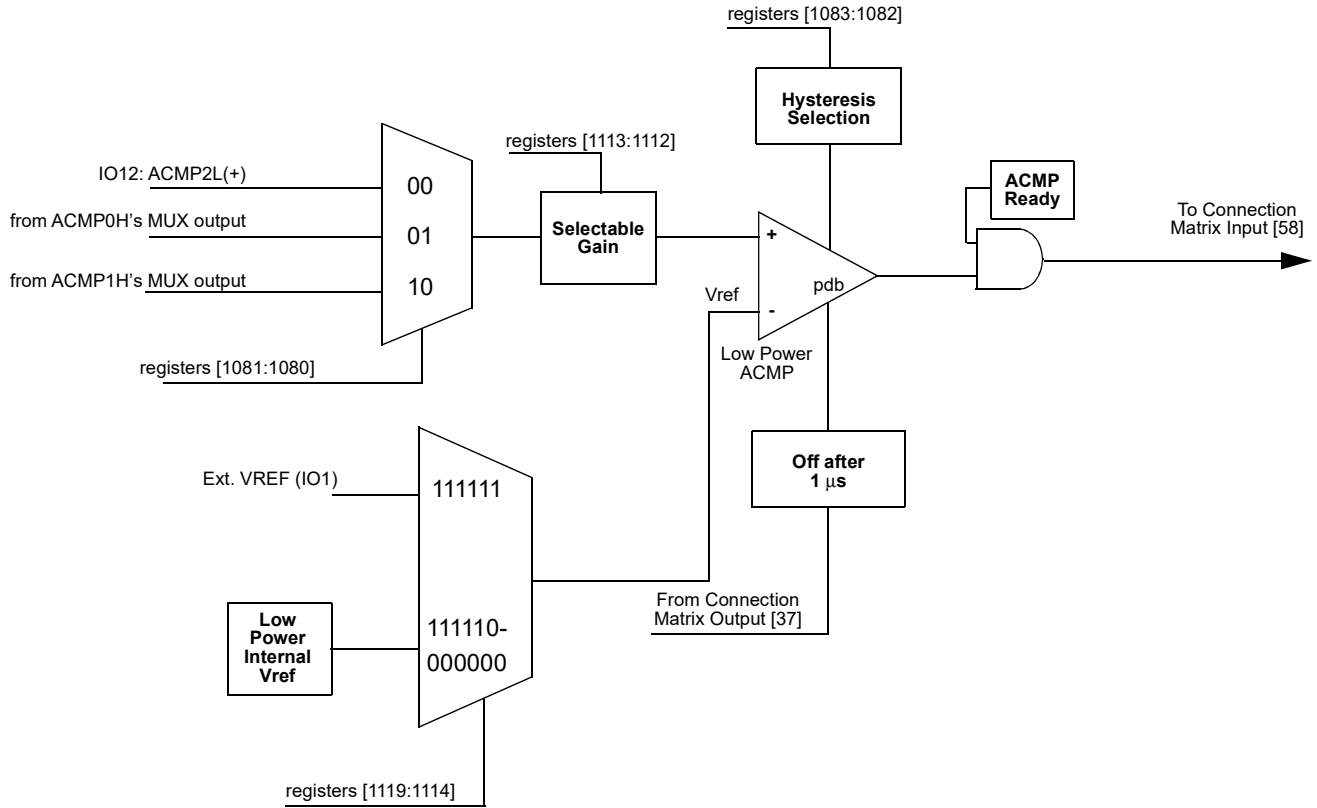 registers [1083:1082]
Hysteresis
Selection
registers [1113:1112]
IO12: ACMP2L(+)
00
from ACMP0H's MUX output
01
from ACMP1H's MUX output
10
Selectable
Gain
ACMP
Ready
To Connection
Matrix Input [58]
+
pdb
Vref
-
Low Power
ACMP
registers [1081:1080]
Off after
1 μs
Ext. VREF (IO1)
111111
From Connection
Matrix Output [37]
Low
Power
Internal
Vref
111110-
000000
registers [1119:1114]